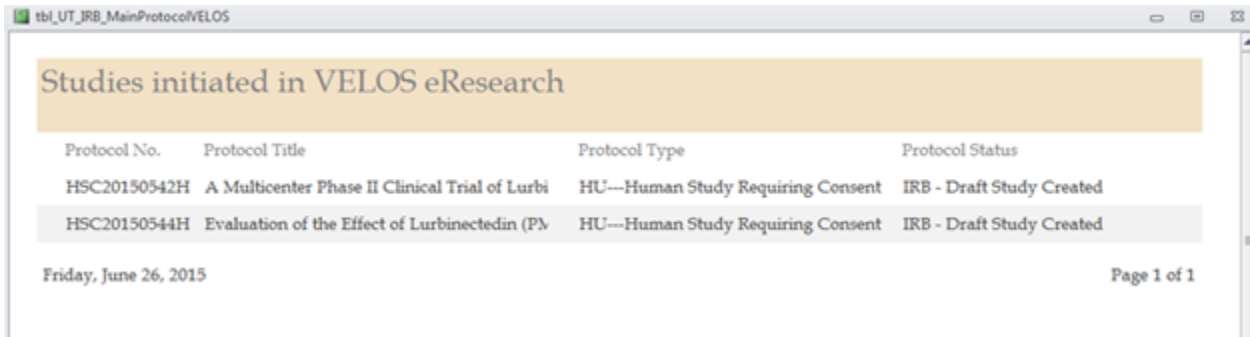 tbl_UT_IRB_MainProtocolVELOS
Studies initiated in VELOS eResearch
Protocol No. Protocol Title Protocol Type Protocol Status
HSC20150542H A Multicenter Phase II Clinical Trial of Lurbi HU---Human Study Requiring Consent IRB - Draft Study Created
HSC20150544H Evaluation of the Effect of Lurbinectedin (PM HU---Human Study Requiring Consent IRB - Draft Study Created
Friday, June 26, 2015 Page 1 of 1